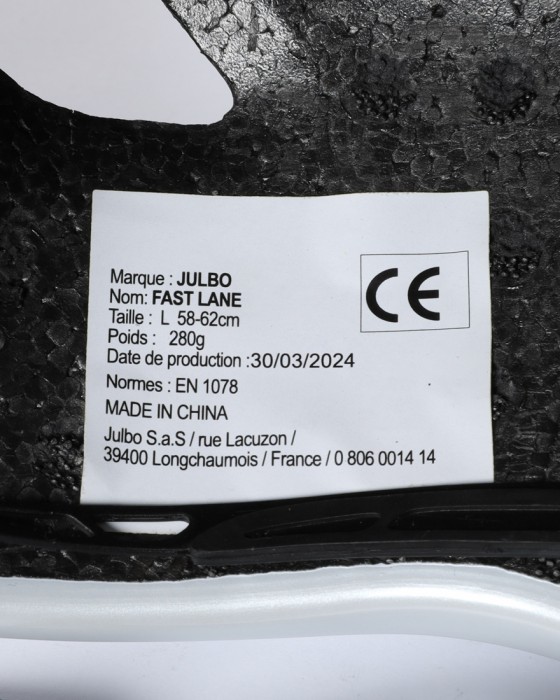 Marque : JULBO
Nom: FAST LANE
Taille : L 58-62cm
Poids : 280g
Date de production :30/03/2024
Normes : EN 1078
MADE IN CHINA
Julbo S.a.S / rue Lacuzon /
39400 Longchaumois / France / 0 806 0014 14
CE